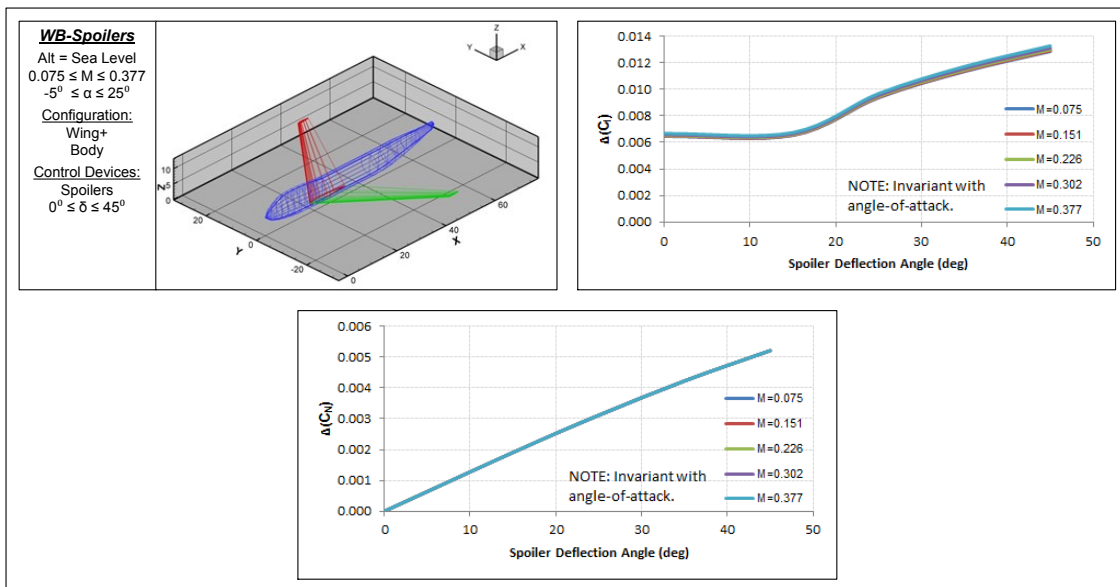 WB-Spoilers
Alt = Sea Level
0.075 ≤ M ≤ 0.377
-5⁰ ≤ α ≤ 25⁰
Configuration:
Wing+
Body
Control Devices:
Spoilers
0⁰ ≤ δ ≤ 45⁰
Z
Y
X
Z
10
5
0
20
Y
0
-20
0
20
40
X
60
0.014
0.012
0.010
0.008
0.006
0.004
0.002
0.000
Δ(Cₗ)
M=0.075
M=0.151
M=0.226
M=0.302
M=0.377
NOTE: Invariant with
angle-of-attack.
0 10 20 30 40 50
Spoiler Deflection Angle (deg)
0.006
0.005
0.004
0.003
0.002
0.001
0.000
Δ(C_N)
M=0.075
M=0.151
M=0.226
M=0.302
M=0.377
NOTE: Invariant with
angle-of-attack.
0 10 20 30 40 50
Spoiler Deflection Angle (deg)